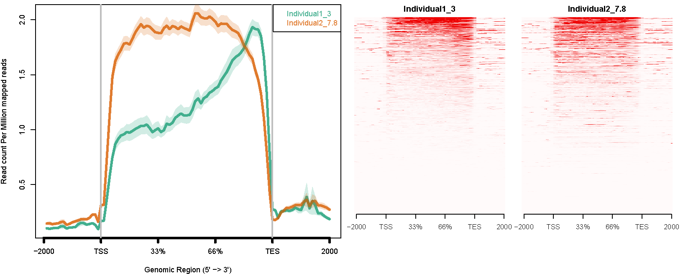 Individual1_3
Individual2_7.8
Read count Per Million mapped reads
2.0
1.5
1.0
0.5
−2000 TSS 33% 66% TES 2000
Genomic Region (5' −> 3')
Individual1_3
−2000 TSS 33% 66% TES 2000
Individual2_7.8
−2000 TSS 33% 66% TES 2000